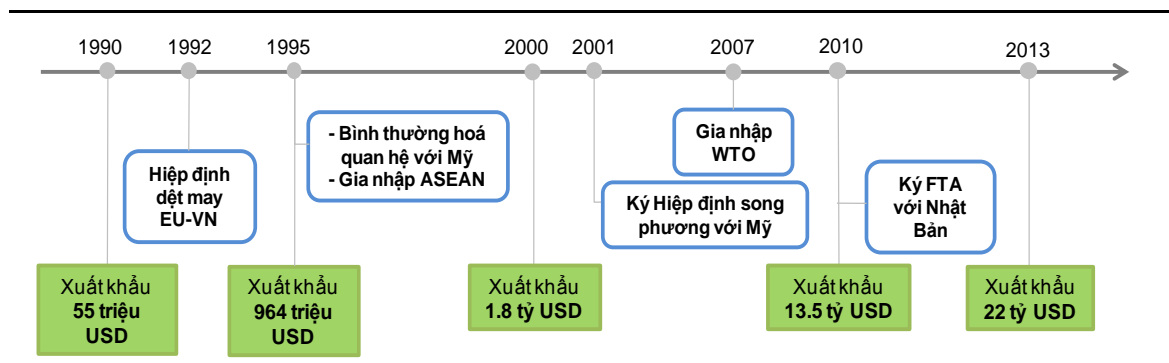 1990
1992
1995
2000
2001
2007
2010
2013
Hiệp định
dệt may
EU-VN
- Bình thường hoá
quan hệ với Mỹ
- Gia nhập ASEAN
Gia nhập
WTO
Ký Hiệp định song
phương với Mỹ
Ký FTA
với Nhật
Bản
Xuất khẩu
55 triệu
USD
Xuất khẩu
964 triệu
USD
Xuất khẩu
1.8 tỷ USD
Xuất khẩu
13.5 tỷ USD
Xuất khẩu
22 tỷ USD